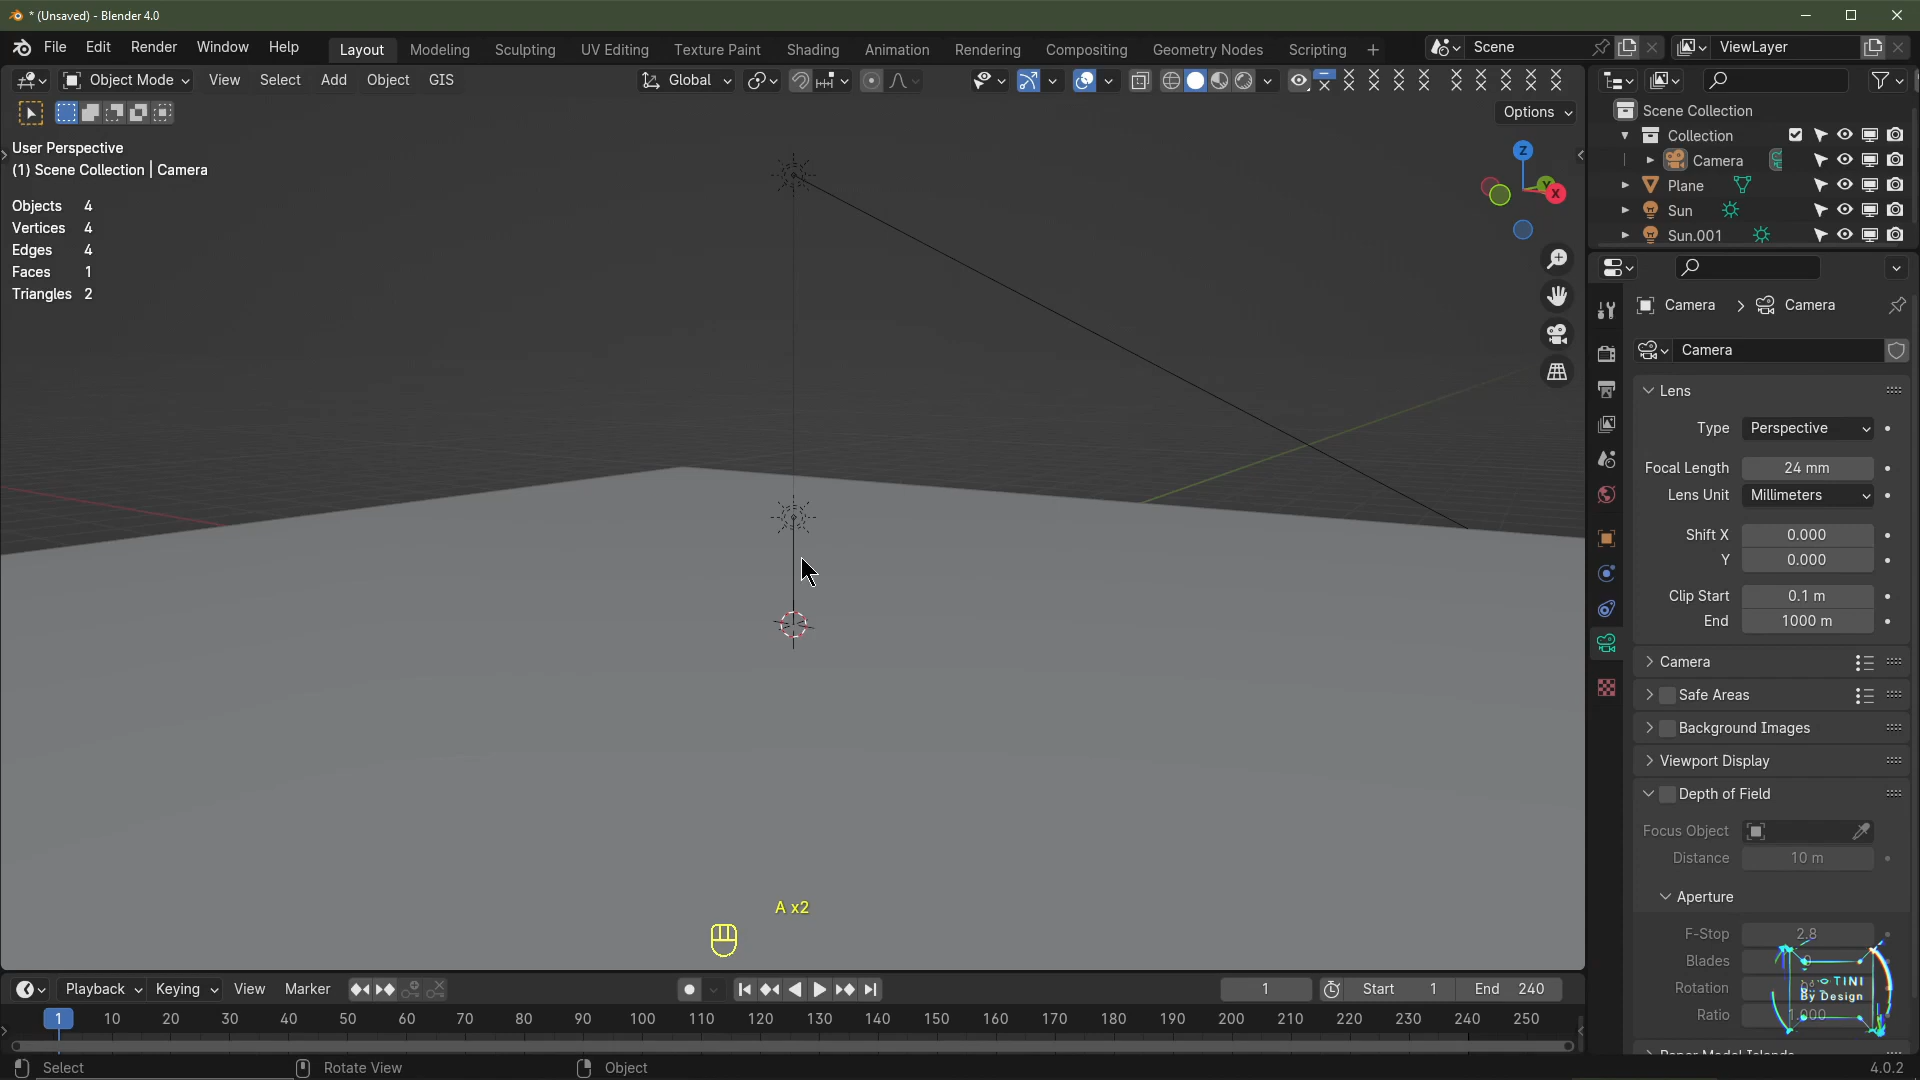 * (Unsaved) - Blender 4.0
File Edit Render Window Help
Layout Modeling Sculpting UV Editing Texture Paint Shading Animation Rendering Compositing Geometry Nodes Scripting
Scene
ViewLayer
Object Mode View Select Add Object GIS
Global
Options
User Perspective
(1) Scene Collection | Camera
Objects 4
Vertices 4
Edges 4
Faces 1
Triangles 2
Z
Y
X
Scene Collection
Collection
Camera
Plane
Sun
Sun.001
Camera > Camera
Camera
Lens
Type Perspective
Focal Length 24 mm
Lens Unit Millimeters
Shift X 0.000
Y 0.000
Clip Start 0.1 m
End 1000 m
Camera
Safe Areas
Background Images
Viewport Display
Depth of Field
Focus Object
Distance 10 m
Aperture
F-Stop 2.8
Blades
Rotation
Ratio 1.000
TINI
By Design
A x2
Playback Keying View Marker
1
Start 1
End 240
1 10 20 30 40 50 60 70 80 90 100 110 120 130 140 150 160 170 180 190 200 210 220 230 240 250
Select
Rotate View
Object
4.0.2